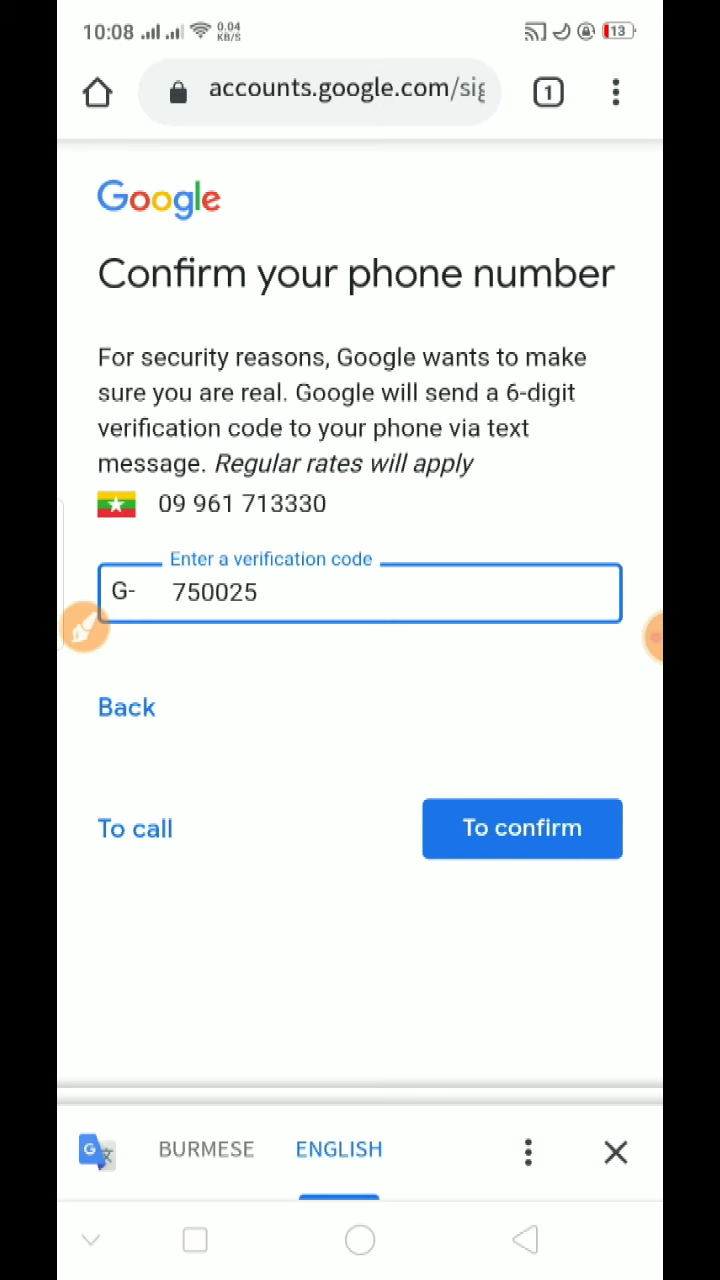 10:08 0.04 KB/S 13
accounts.google.com/sig
1
Google
Confirm your phone number
For security reasons, Google wants to make
sure you are real. Google will send a 6-digit
verification code to your phone via text
message. Regular rates will apply
09 961 713330
Enter a verification code
G- 750025
Back
To call To confirm
BURMESE ENGLISH